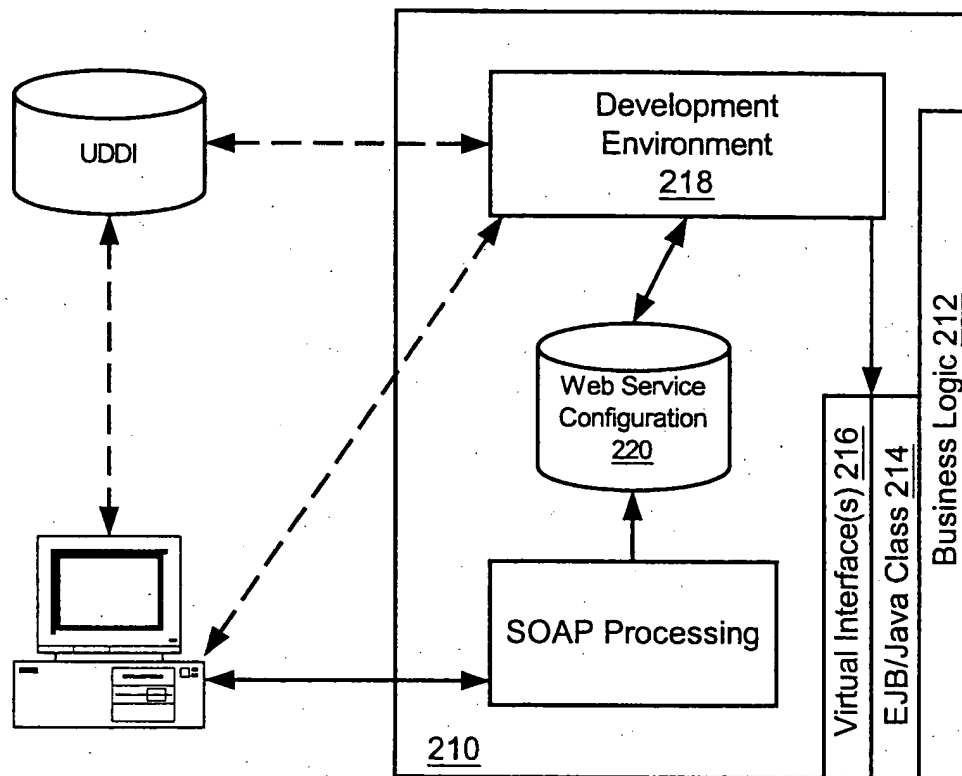 UDDI
Development
Environment
218
Web Service
Configuration
220
SOAP Processing
210
Virtual Interface(s) 216
EJB/Java Class 214
Business Logic 212